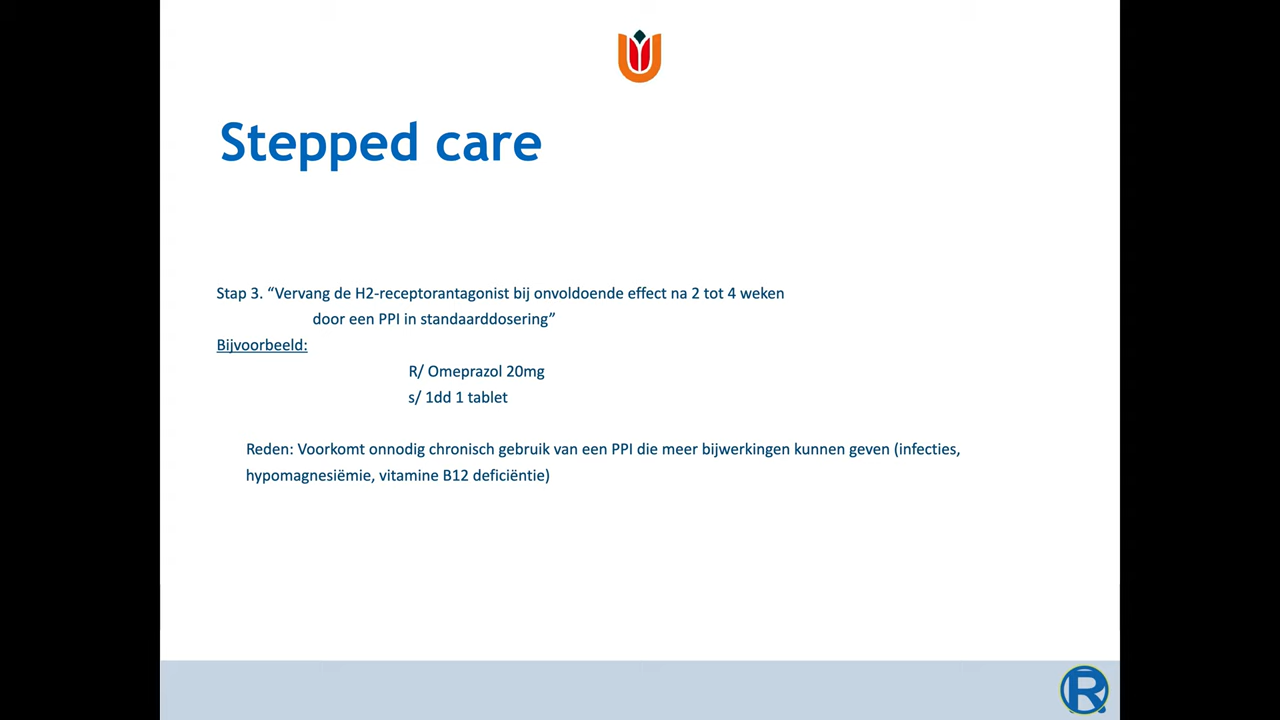 Stepped care
Stap 3. “Vervang de H2-receptorantagonist bij onvoldoende effect na 2 tot 4 weken
door een PPI in standaarddosering”
Bijvoorbeeld:
R/ Omeprazol 20mg
s/ 1dd 1 tablet
Reden: Voorkomt onnodig chronisch gebruik van een PPI die meer bijwerkingen kunnen geven (infecties,
hypomagnesiëmie, vitamine B12 deficiëntie)
R